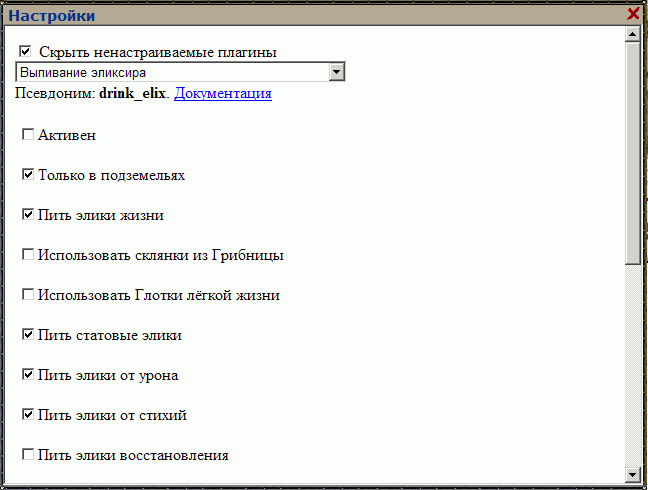 Настройки
Скрыть ненастраиваемые плагины
Выпивание эликсира
Псевдоним: drink_elix. Документация
Активен
Только в подземельях
Пить элики жизни
Использовать склянки из Грибницы
Использовать Глотки лёгкой жизни
Пить статовые элики
Пить элики от урона
Пить элики от стихий
Пить элики восстановления